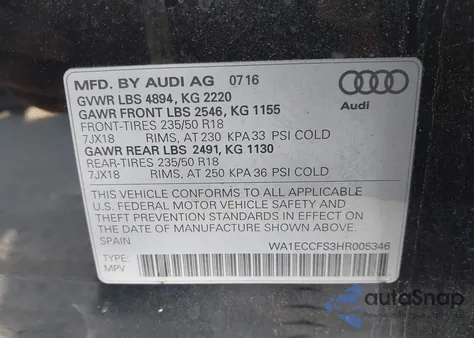 MFD. BY AUDI AG 0716
GVWR LBS 4894, KG 2220
GAWR FRONT LBS 2546, KG 1155
FRONT-TIRES 235/50 R18
7JX18 RIMS, AT 230 KPA 33 PSI COLD
GAWR REAR LBS 2491, KG 1130
REAR-TIRES 235/50 R18
7JX18 RIMS, AT 250 KPA 36 PSI COLD
Audi
THIS VEHICLE CONFORMS TO ALL APPLICABLE
U.S. FEDERAL MOTOR VEHICLE SAFETY AND
THEFT PREVENTION STANDARDS IN EFFECT ON
THE DATE OF MANUFACTURE SHOWN ABOVE.
SPAIN WA1ECCFS3HR005346
TYPE:
MPV
autoSnap